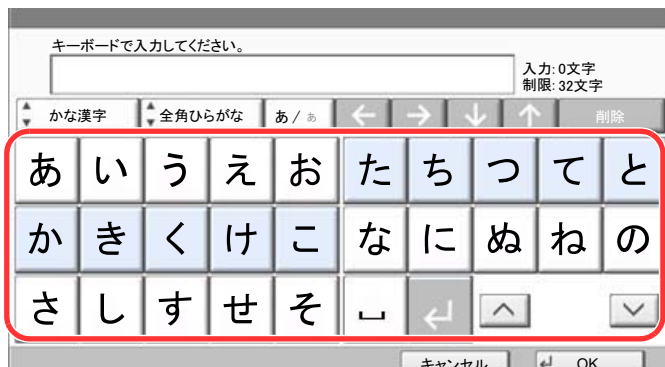 キーボードで入力してください。
入力: 0文字
制限: 32文字
かな漢字 全角ひらがな あ / ぁ ← → ↓ ↑ 削除
あ い う え お た ち つ て と
か き く け こ な に ぬ ね の
さ し す せ そ
キャンセル OK